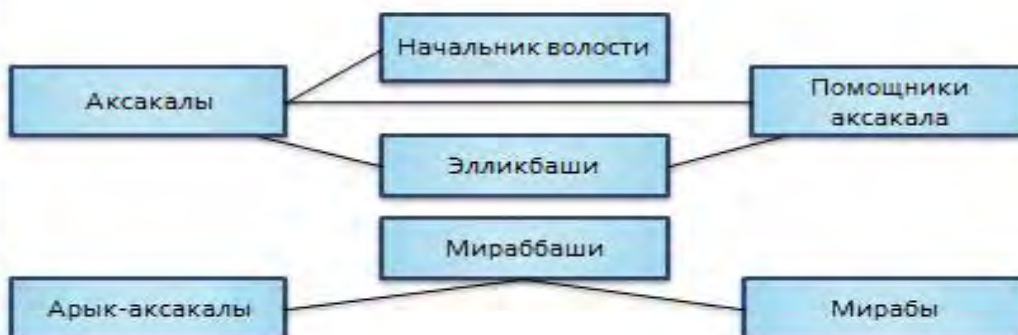 Начальник волости
Аксакалы
Помощники
аксакала
Элликбаши
Мираббаши
Арык-аксакалы
Мирабы